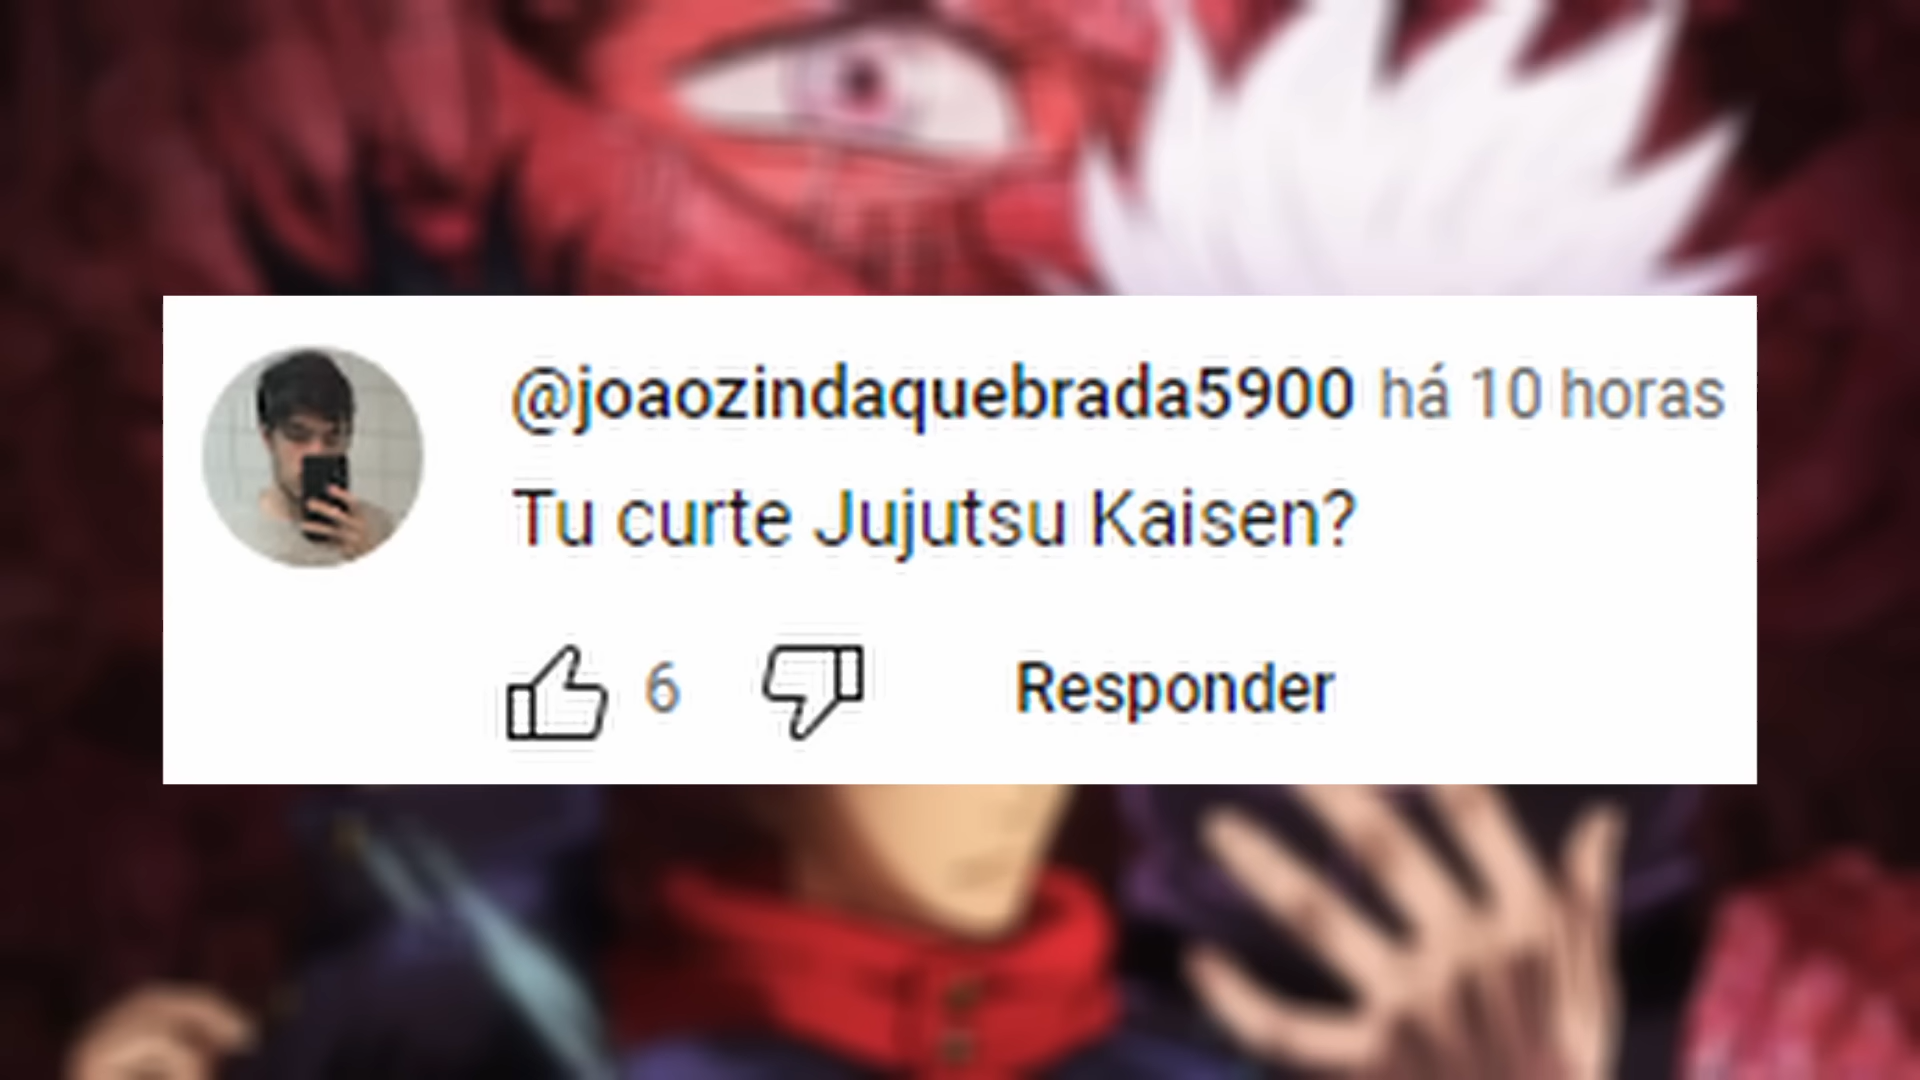 @joaozindaquebrada5900 há 10 horas
Tu curte Jujutsu Kaisen?
6 Responder